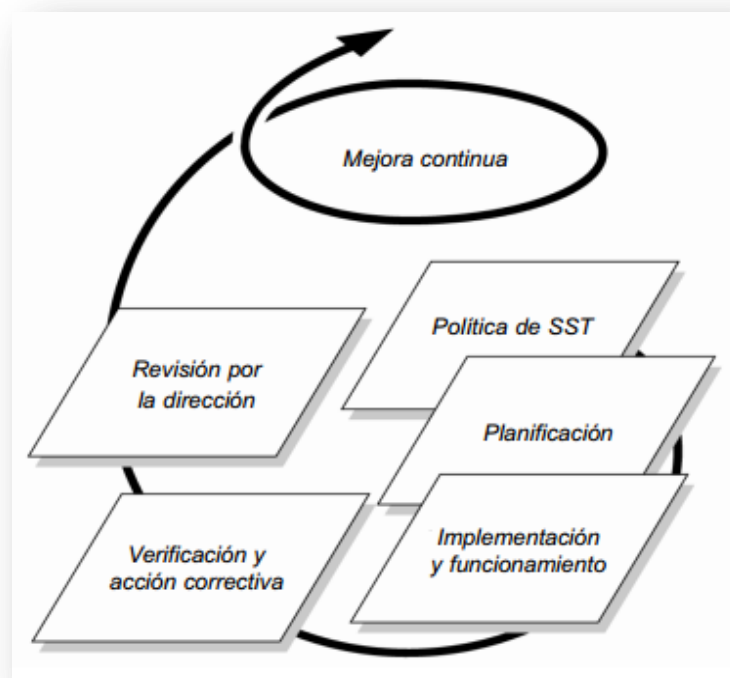 Mejora continua
Política de SST
Planificación
Implementación
y funcionamiento
Verificación y
acción correctiva
Revisión por
la dirección